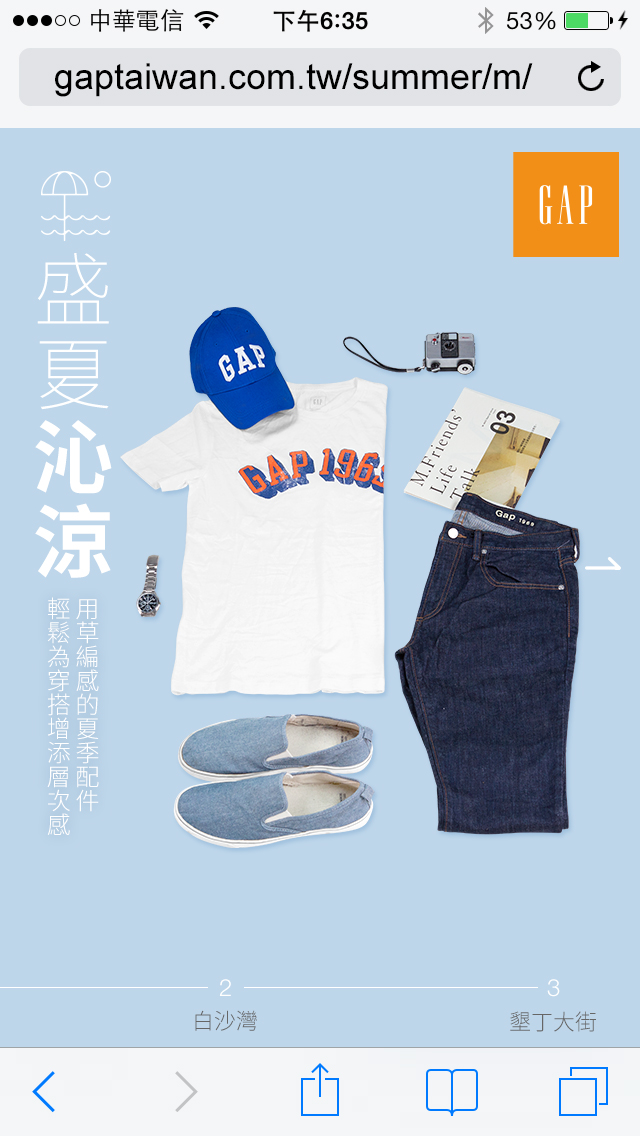 中華電信
下午6:35
53%
gaptaiwan.com.tw/summer/m/
GAP
盛夏
沁涼
用草編感的夏季配件
輕鬆為穿搭增添層次感
GAP
GAP
GAP 1969
M.Friends'
Life
Talk
03
Gap 1969
1
2
3
白沙灣
墾丁大街